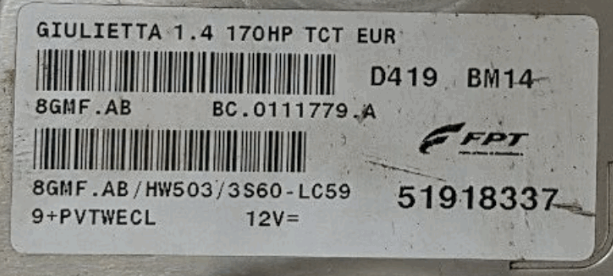 GIULIETTA 1.4 170HP TCT EUR
D419 BM14
8GMF.AB BC.0111779.A
FPT
8GMF.AB/HW503/3S60-LC59
51918337
9+PVTWECL 12V=